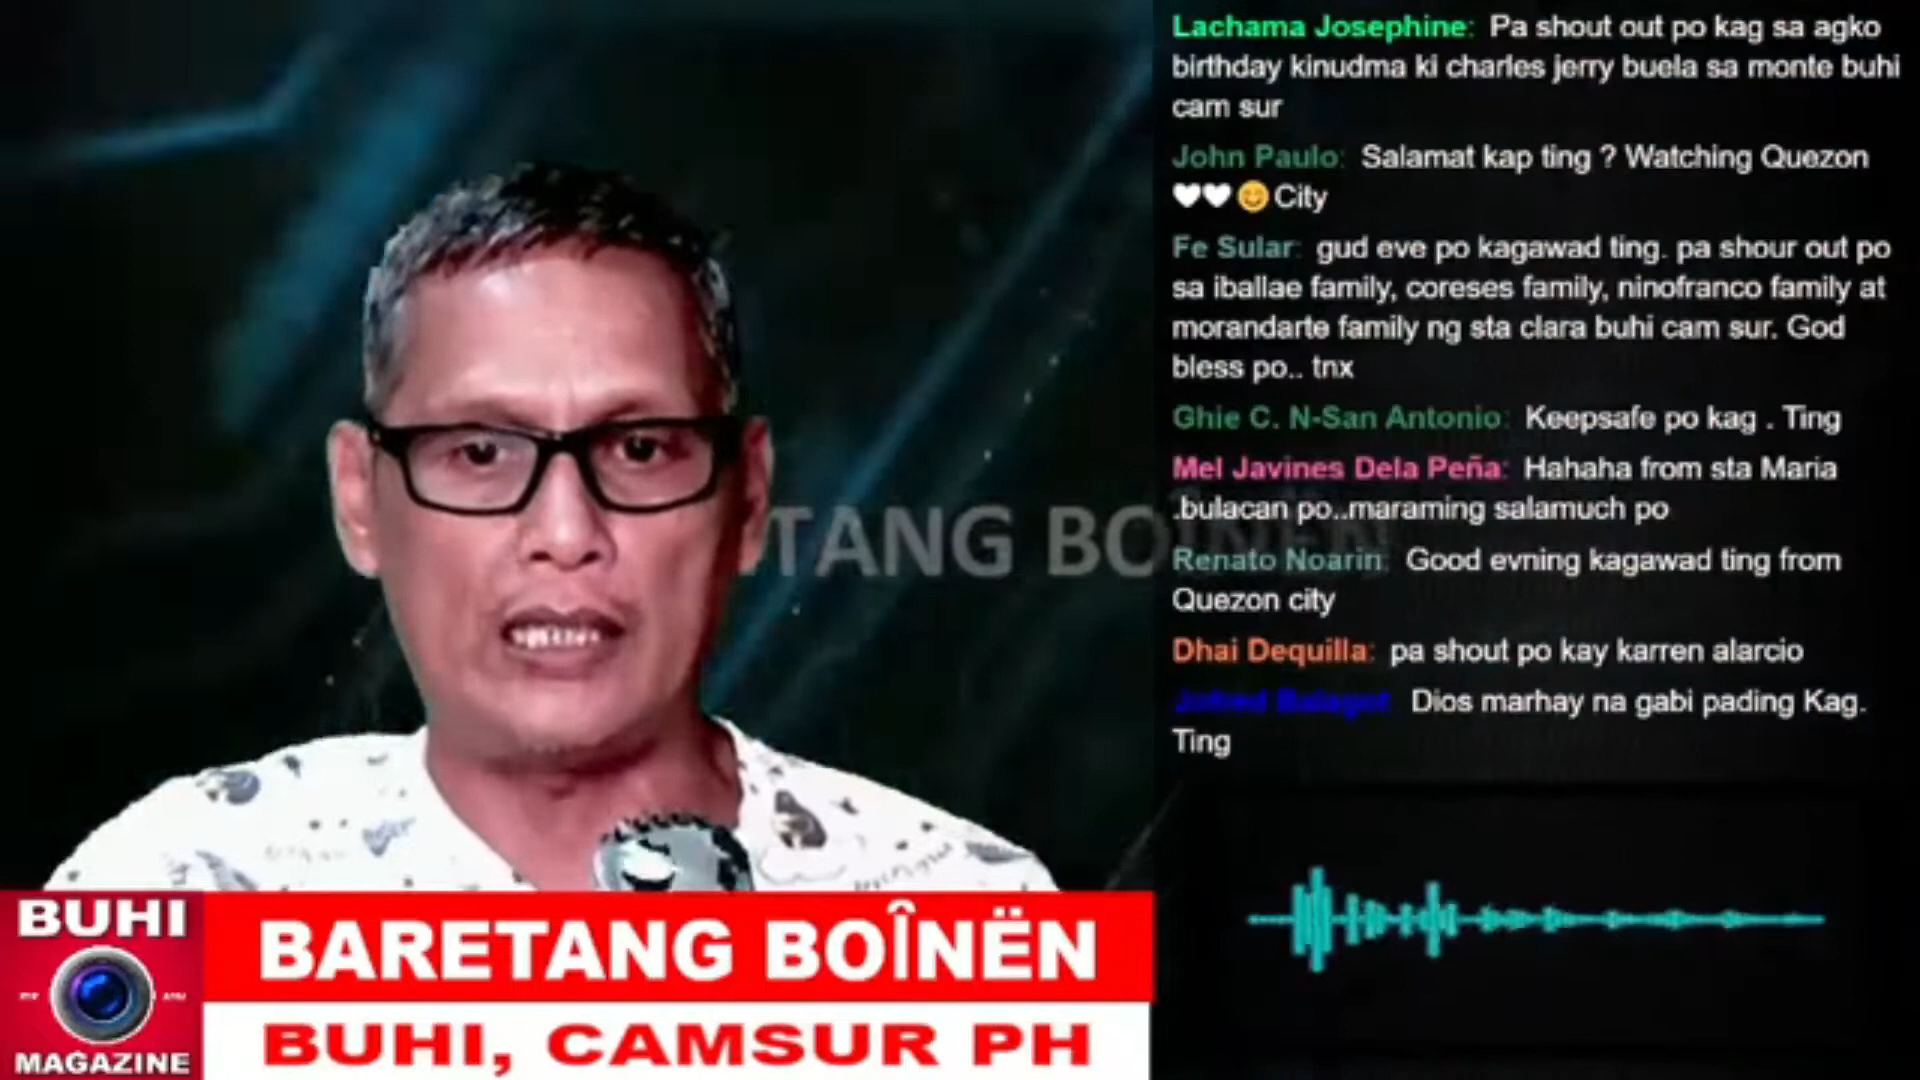 Lachama Josephine: Pa shout out po kag sa agko
birthday kinudma ki charles jerry buela sa monte buhi
cam sur
John Paulo: Salamat kap ting ? Watching Quezon
🤍🤍😊City
Fe Sular: gud eve po kagawad ting. pa shour out po
sa iballae family, coreses family, ninofranco family at
morandarte family ng sta clara buhi cam sur. God
bless po.. tnx
Ghie C. N-San Antonio: Keepsafe po kag . Ting
Mel Javines Dela Peña: Hahaha from sta Maria
.bulacan po..maraming salamuch po
Renato Noarin: Good evning kagawad ting from
Quezon city
Dhai Dequilla: pa shout po kay karren alarcio
Dios marhay na gabi pading Kag.
Ting
TANG BOÎNËN
BUHI
MAGAZINE
BARETANG BOÎNËN
BUHI, CAMSUR PH